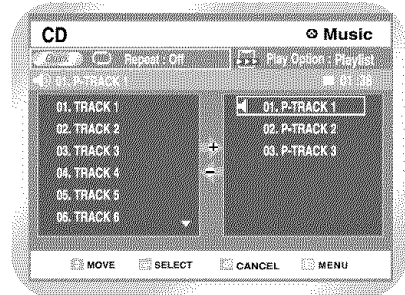 CD
Music
Repeat : Off
Play Option : Playlist
01. P-TRACK 1
01:38
01. TRACK 1
02. TRACK 2
03. TRACK 3
04. TRACK 4
05. TRACK 5
06. TRACK 6
+
−
01. P-TRACK 1
02. P-TRACK 2
03. P-TRACK 3
MOVE
SELECT
CANCEL
MENU